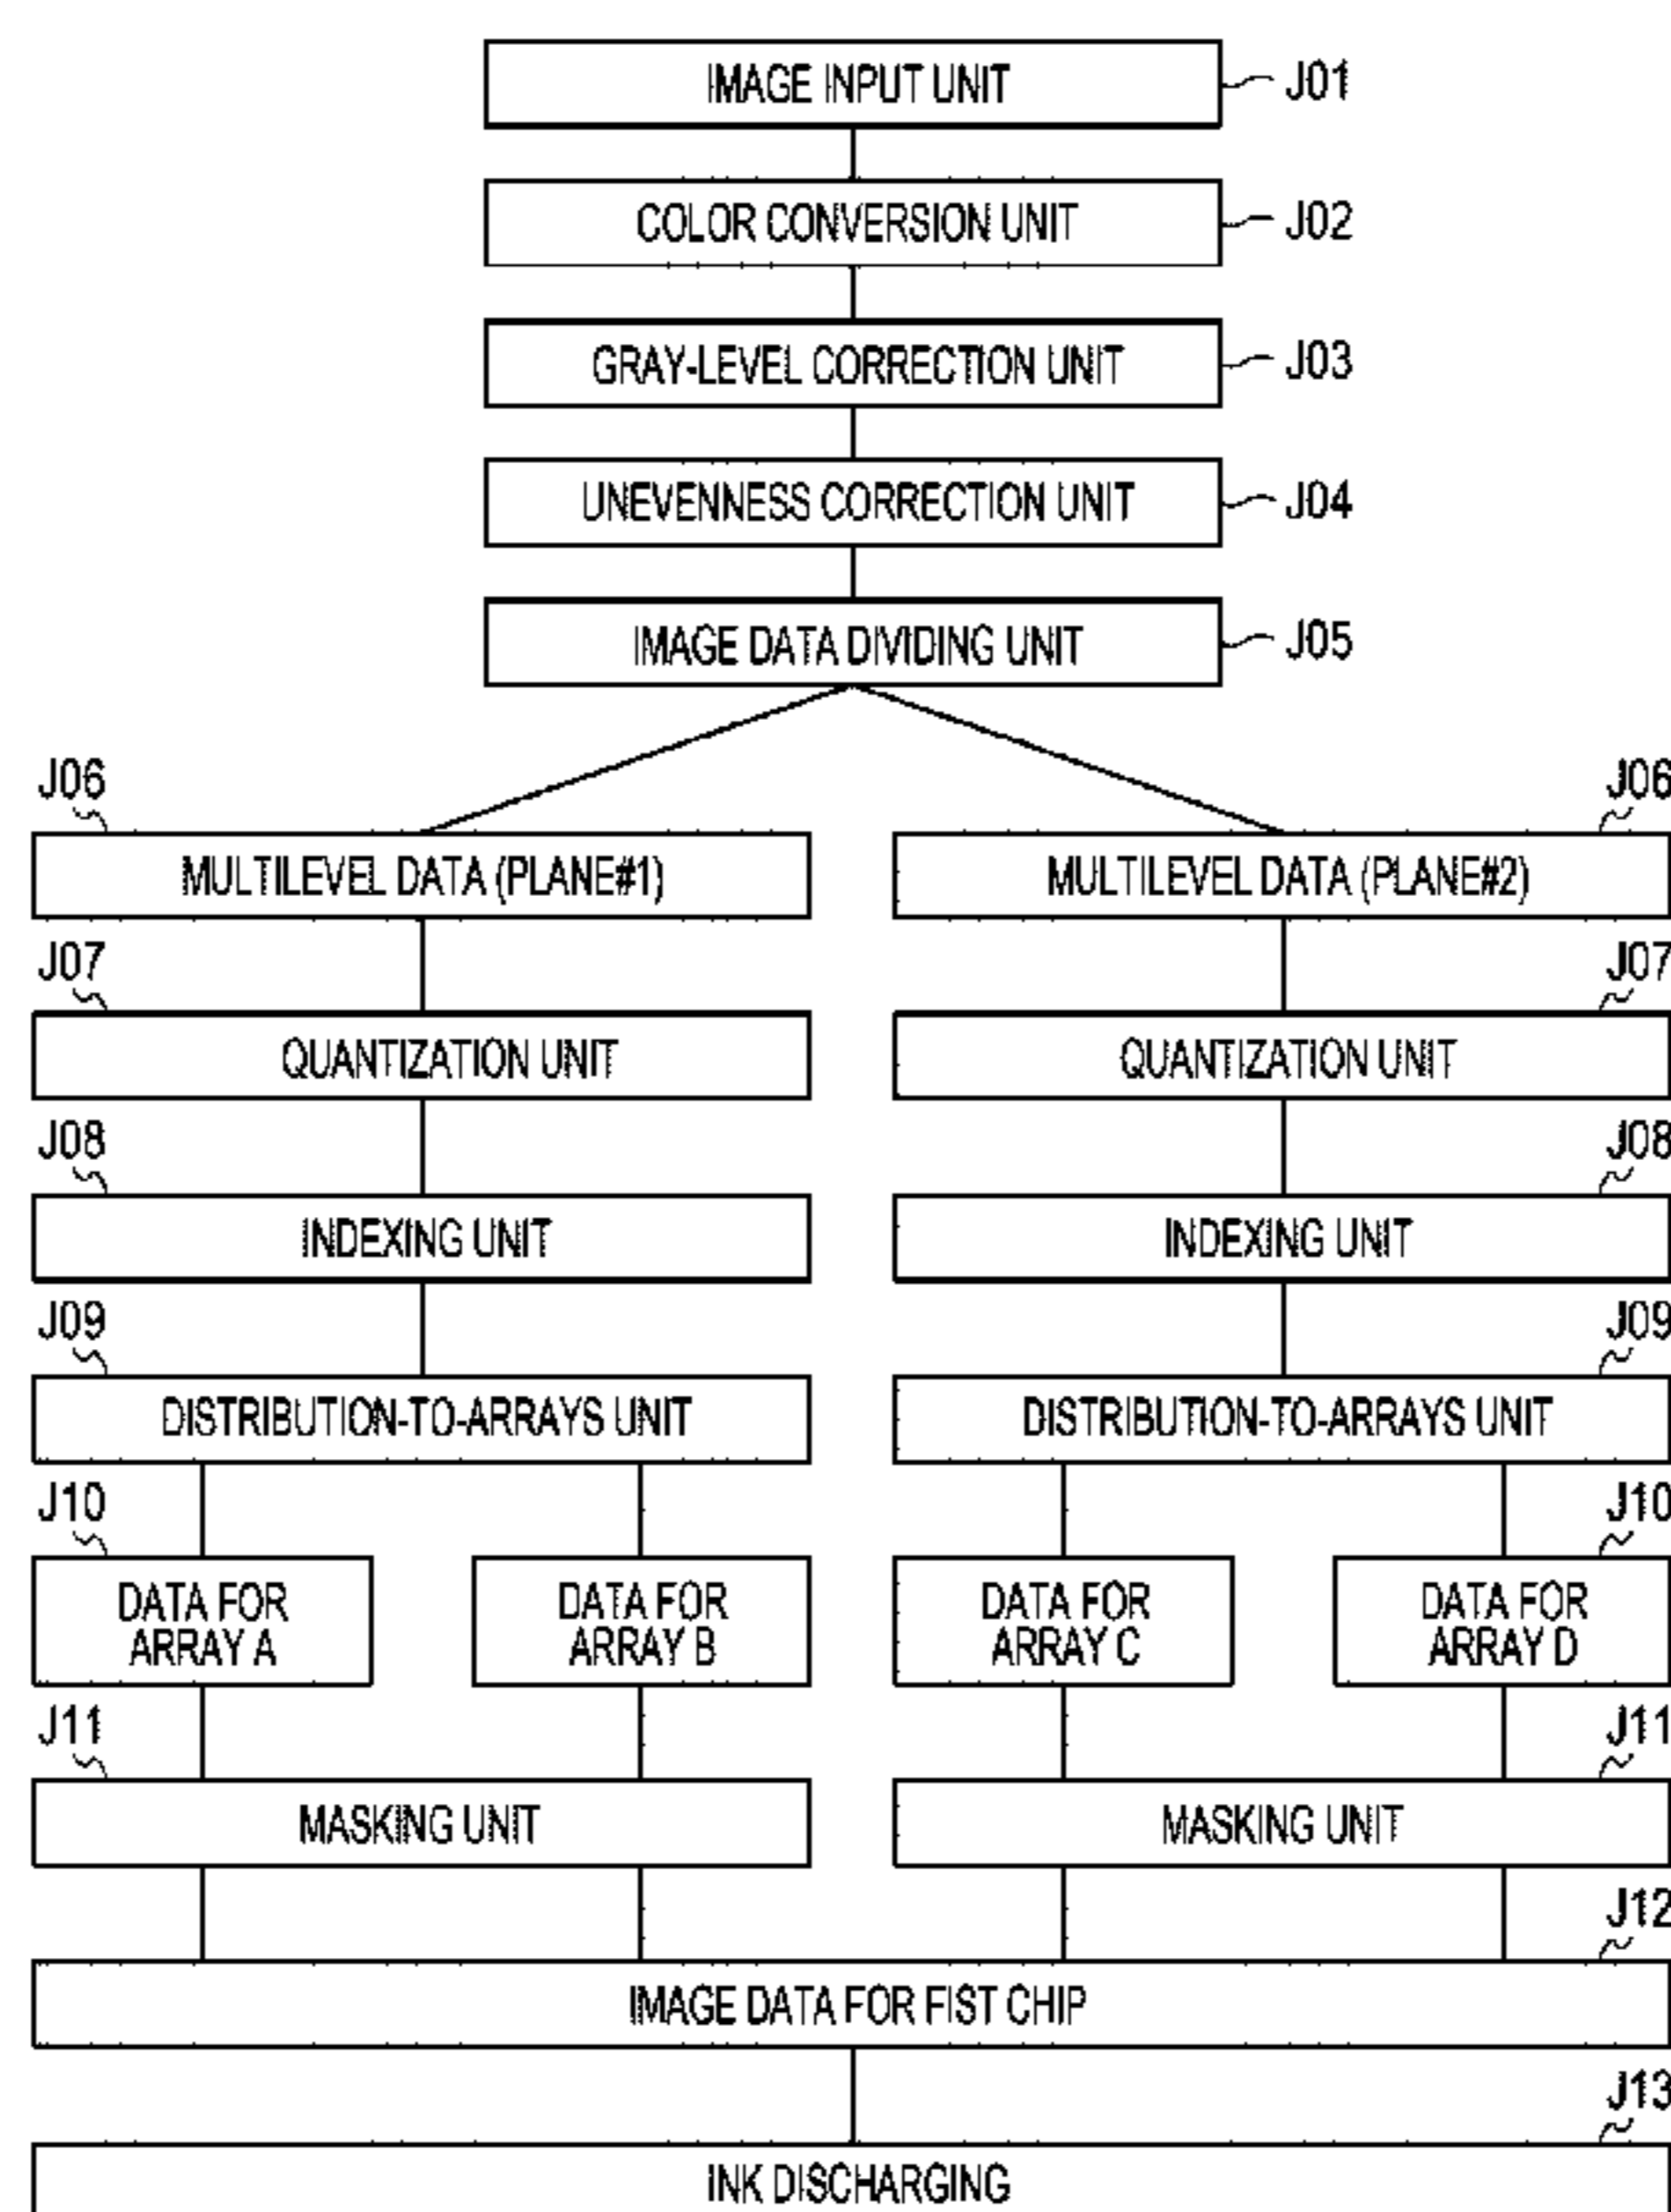 IMAGE INPUT UNIT J01
COLOR CONVERSION UNIT J02
GRAY-LEVEL CORRECTION UNIT J03
UNEVENNESS CORRECTION UNIT J04
IMAGE DATA DIVIDING UNIT J05
J06 J06
MULTILEVEL DATA (PLANE#1) MULTILEVEL DATA (PLANE#2)
J07 J07
QUANTIZATION UNIT QUANTIZATION UNIT
J08 J08
INDEXING UNIT INDEXING UNIT
J09 J09
DISTRIBUTION-TO-ARRAYS UNIT DISTRIBUTION-TO-ARRAYS UNIT
J10 J10
DATA FOR DATA FOR DATA FOR DATA FOR
ARRAY A ARRAY B ARRAY C ARRAY D
J11 J11
MASKING UNIT MASKING UNIT
J12
IMAGE DATA FOR FIST CHIP
J13
INK DISCHARGING